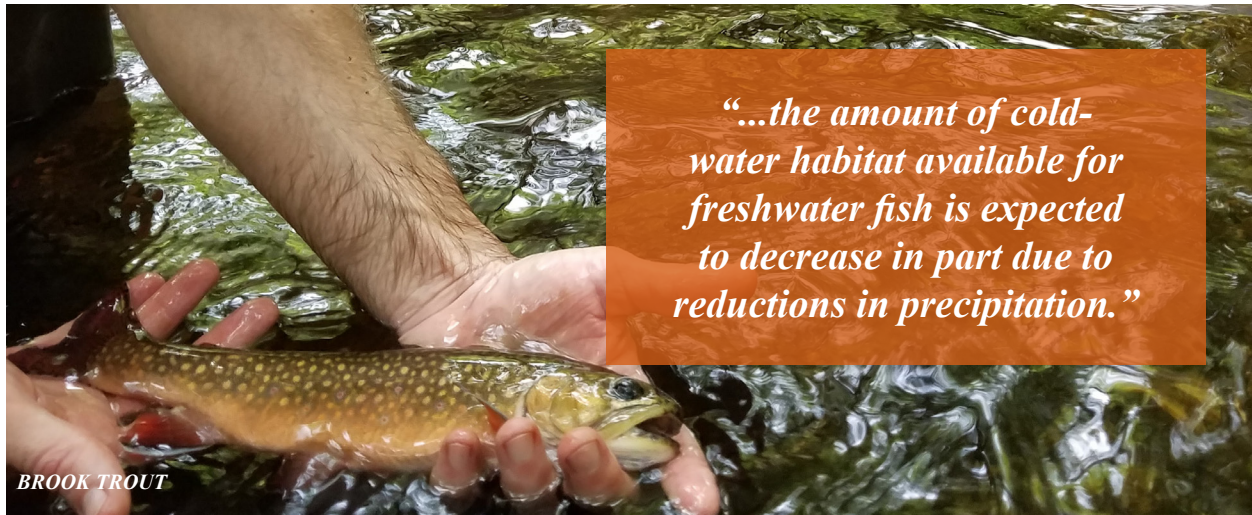 “...the amount of cold-
water habitat available for
freshwater fish is expected
to decrease in part due to
reductions in precipitation.”
BROOK TROUT